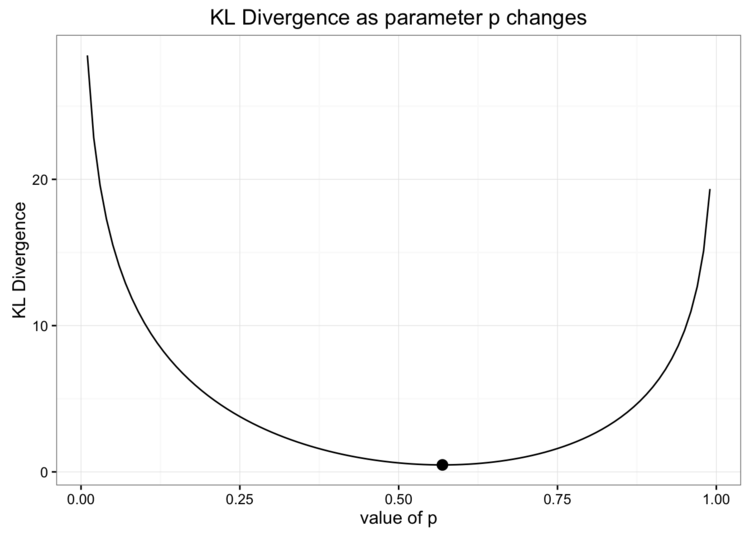 KL Divergence as parameter p changes
KL Divergence
20
10
0
0.00 0.25 0.50 0.75 1.00
value of p